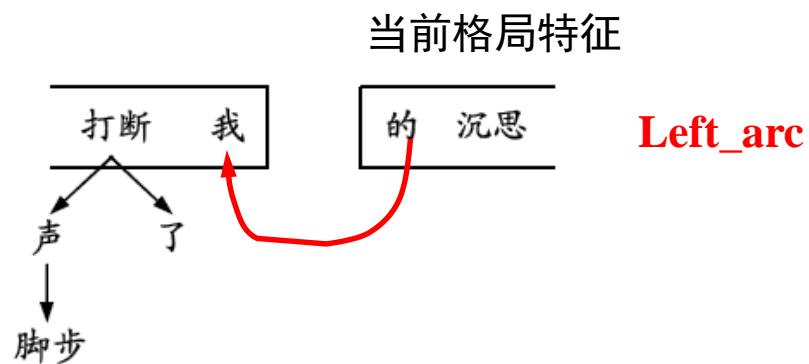 当前格局特征
打断 我 的 沉思 Left_arc
声 了
脚步